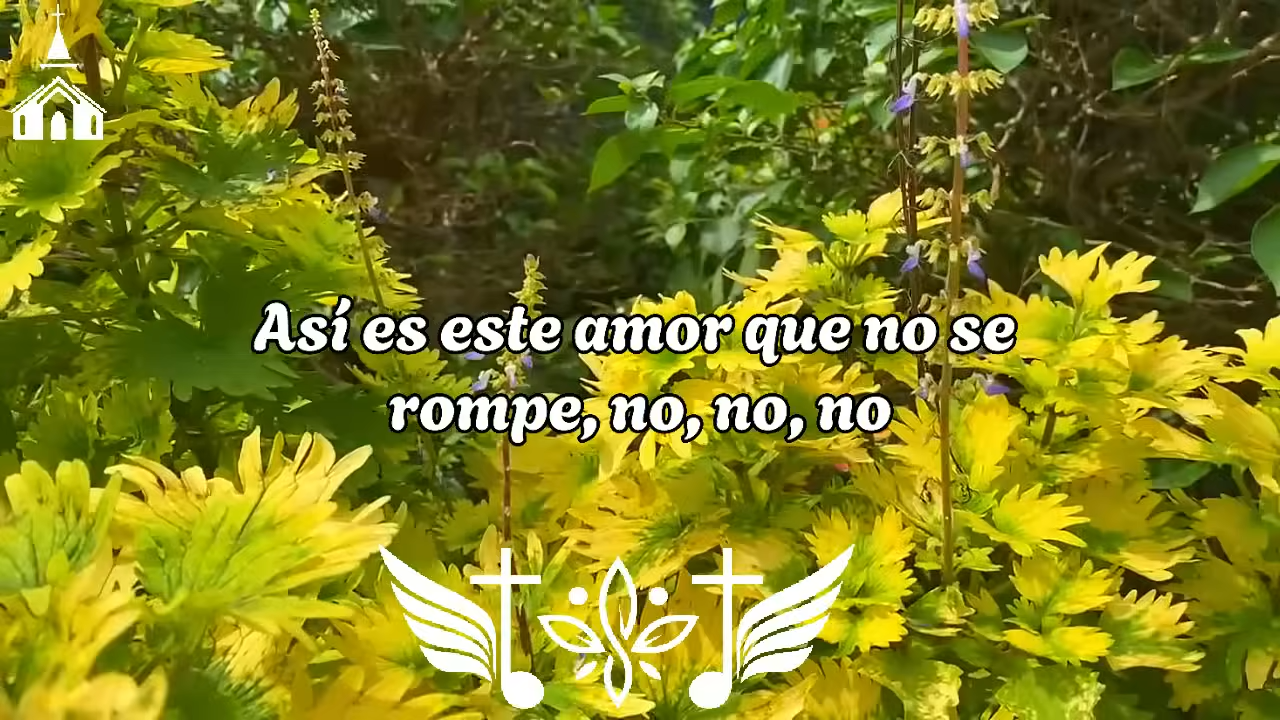 Así es este amor que no se
rompe, no, no, no